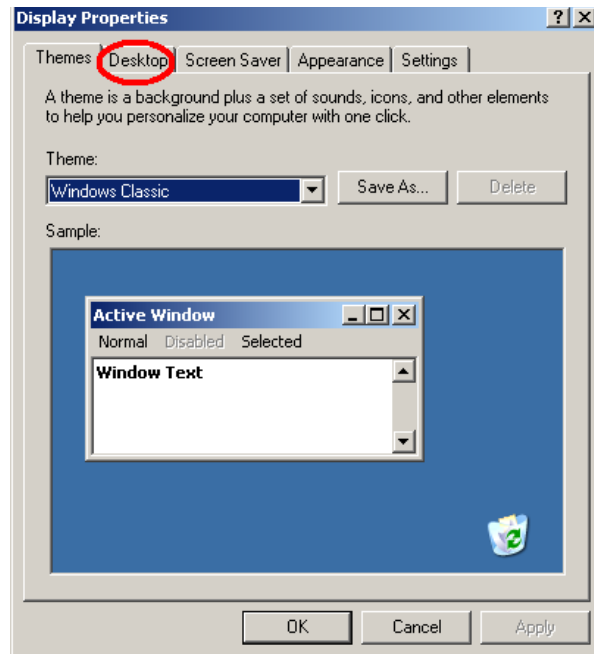 Display Properties
Themes Desktop Screen Saver Appearance Settings
A theme is a background plus a set of sounds, icons, and other elements
to help you personalize your computer with one click.
Theme:
Windows Classic Save As... Delete
Sample:
Active Window
Normal Disabled Selected
Window Text
OK Cancel Apply